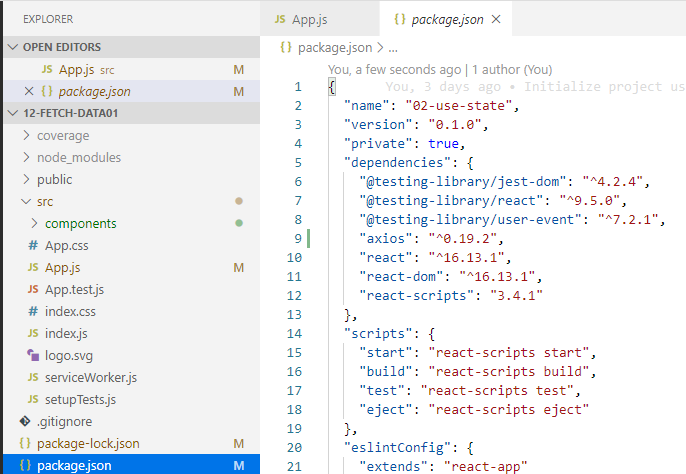 EXPLORER
OPEN EDITORS
JS App.js src M
{} package.json M
12-FETCH-DATA01
coverage
node_modules
public
src
components
# App.css
JS App.js M
JS App.test.js
# index.css
JS index.js
logo.svg
JS serviceWorker.js
JS setupTests.js
.gitignore
{} package-lock.json M
{} package.json M
JS App.js
{} package.json
{} package.json > ...
You, a few seconds ago | 1 author (You)
1 { You, 3 days ago • Initialize project us
2 "name": "02-use-state",
3 "version": "0.1.0",
4 "private": true,
5 "dependencies": {
6 "@testing-library/jest-dom": "^4.2.4",
7 "@testing-library/react": "^9.5.0",
8 "@testing-library/user-event": "^7.2.1",
9 "axios": "^0.19.2",
10 "react": "^16.13.1",
11 "react-dom": "^16.13.1",
12 "react-scripts": "3.4.1"
13 },
14 "scripts": {
15 "start": "react-scripts start",
16 "build": "react-scripts build",
17 "test": "react-scripts test",
18 "eject": "react-scripts eject"
19 },
20 "eslintConfig": {
21 "extends": "react-app"